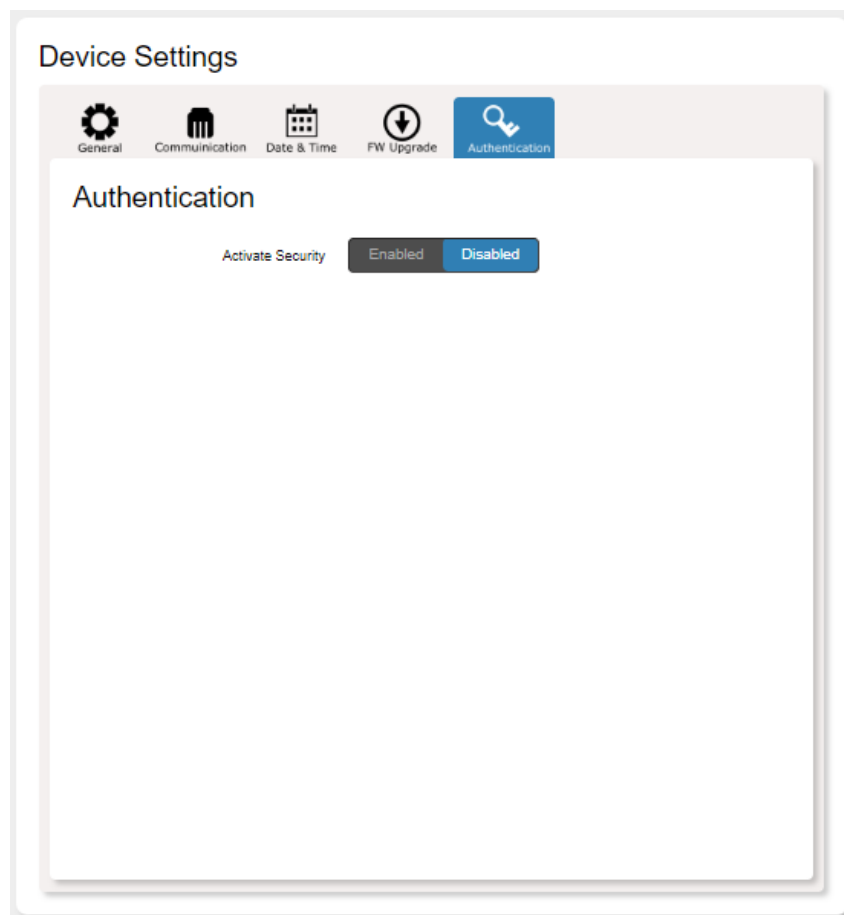 Device Settings
General Commuinication Date & Time FW Upgrade Authentication
Authentication
Activate Security Enabled Disabled